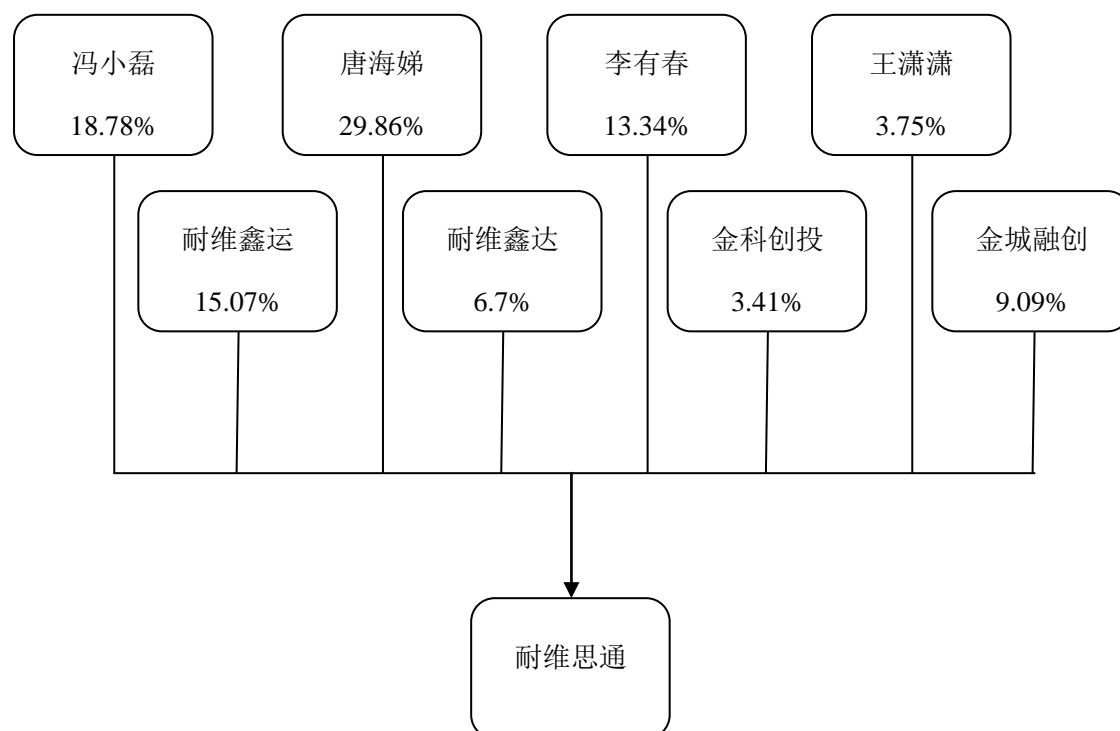 冯小磊
18.78%
唐海娣
29.86%
李有春
13.34%
王潇潇
3.75%
耐维鑫运
15.07%
耐维鑫达
6.7%
金科创投
3.41%
金城融创
9.09%
耐维思通